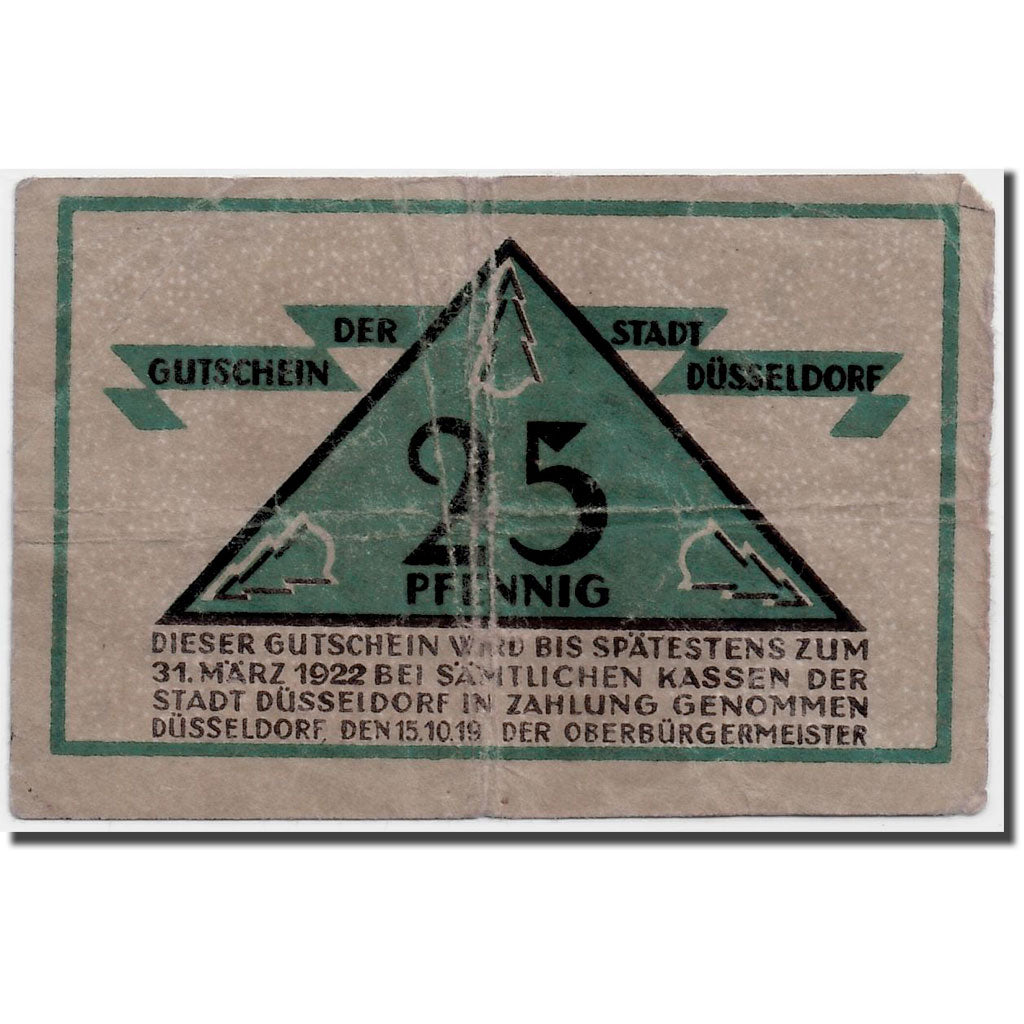 GUTSCHEIN DER STADT DÜSSELDORF
25
PFENNIG
DIESER GUTSCHEIN WIRD BIS SPÄTESTENS ZUM
31. MÄRZ 1922 BEI SÄMTLICHEN KASSEN DER
STADT DÜSSELDORF IN ZAHLUNG GENOMMEN
DÜSSELDORF, DEN 15.10.19 DER OBERBÜRGERMEISTER